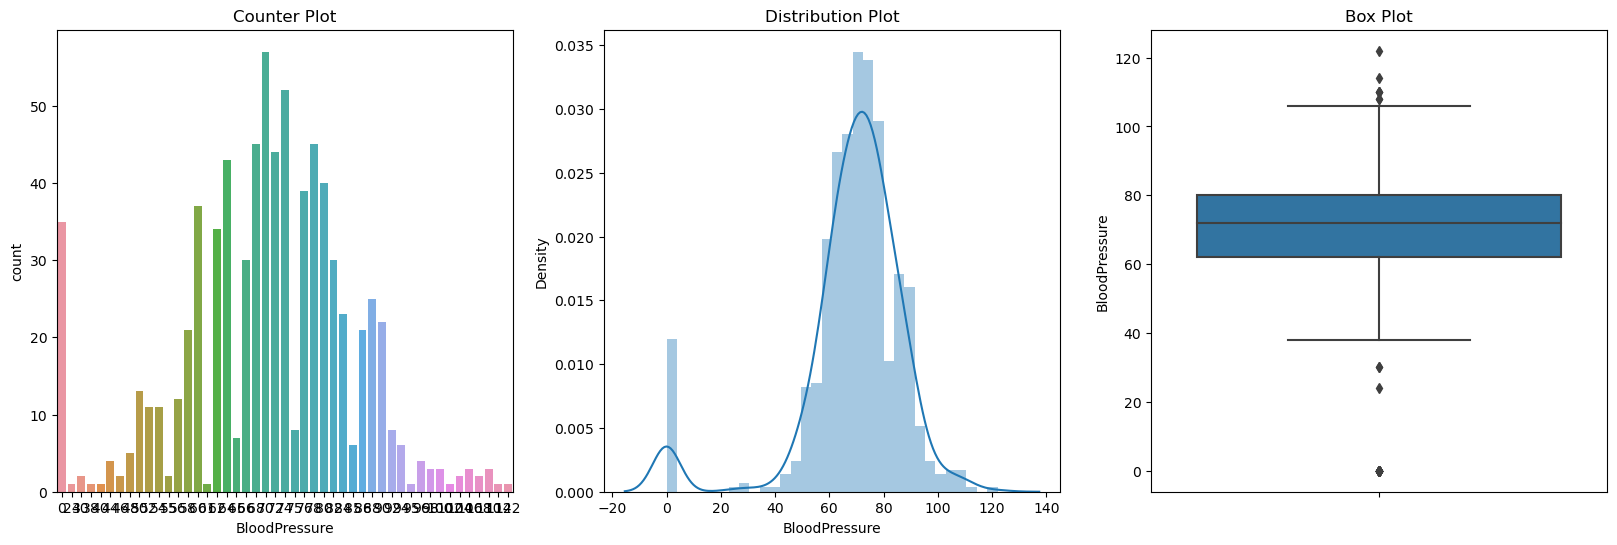 Counter Plot
50
40
30
20
10
0
count
BloodPressure
Distribution Plot
0.035
0.030
0.025
0.020
0.015
0.010
0.005
0.000
Density
−20 0 20 40 60 80 100 120 140
BloodPressure
Box Plot
120
100
80
60
40
20
0
BloodPressure